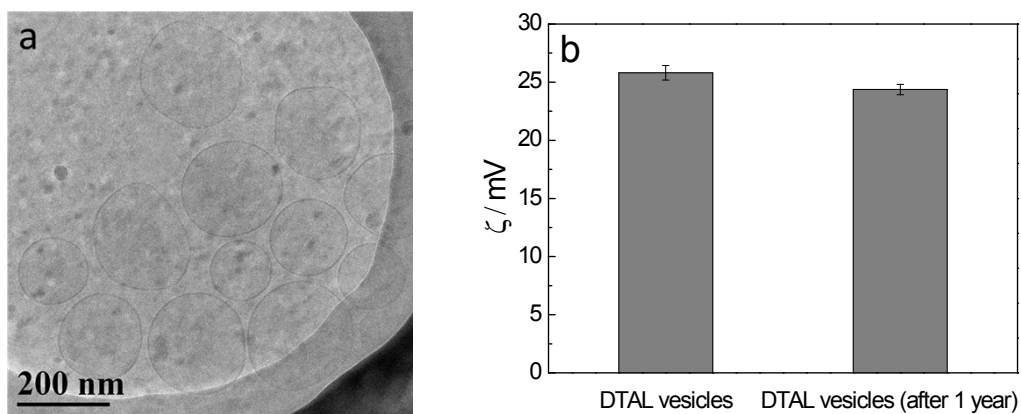 a
200 nm
b
ζ / mV
30
25
20
15
10
5
0
DTAL vesicles
DTAL vesicles (after 1 year)